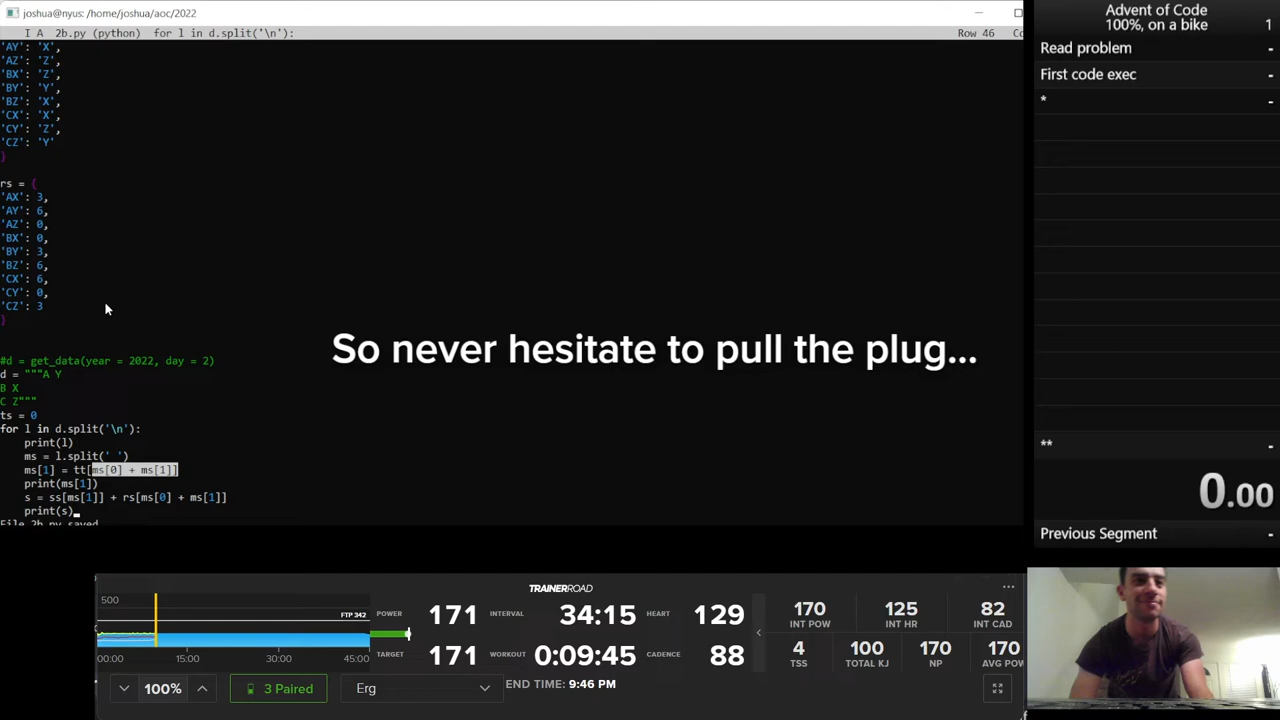 joshua@nyus: /home/joshua/aoc/2022
I A 2b.py (python) for l in d.split('\n'): Row 46
'AY': 'X',
'AZ': 'Z',
'BX': 'Z',
'BY': 'Y',
'BZ': 'X',
'CX': 'X',
'CY': 'Z',
'CZ': 'Y'
}
rs = {
'AX': 3,
'AY': 6,
'AZ': 0,
'BX': 0,
'BY': 3,
'BZ': 6,
'CX': 6,
'CY': 0,
'CZ': 3
}
#d = get_data(year = 2022, day = 2)
d = """A Y
B X
C Z"""
ts = 0
for l in d.split('\n'):
print(l)
ms = l.split(' ')
ms[1] = tt[ms[0] + ms[1]]
print(ms[1])
s = ss[ms[1]] + rs[ms[0] + ms[1]]
print(s)
File 2b.py saved
So never hesitate to pull the plug...
Advent of Code
100%, on a bike 1
Read problem -
First code exec -
* -
** -
0.00
Previous Segment -
TRAINERROAD
500
FTP 342
00:00 15:00 30:00 45:00
POWER 171 INTERVAL 34:15 HEART 129
TARGET 171 WORKOUT 0:09:45 CADENCE 88
170 125 82
INT POW INT HR INT CAD
4 100 170 170
TSS TOTAL KJ NP AVG POW
100% 3 Paired Erg END TIME: 9:46 PM